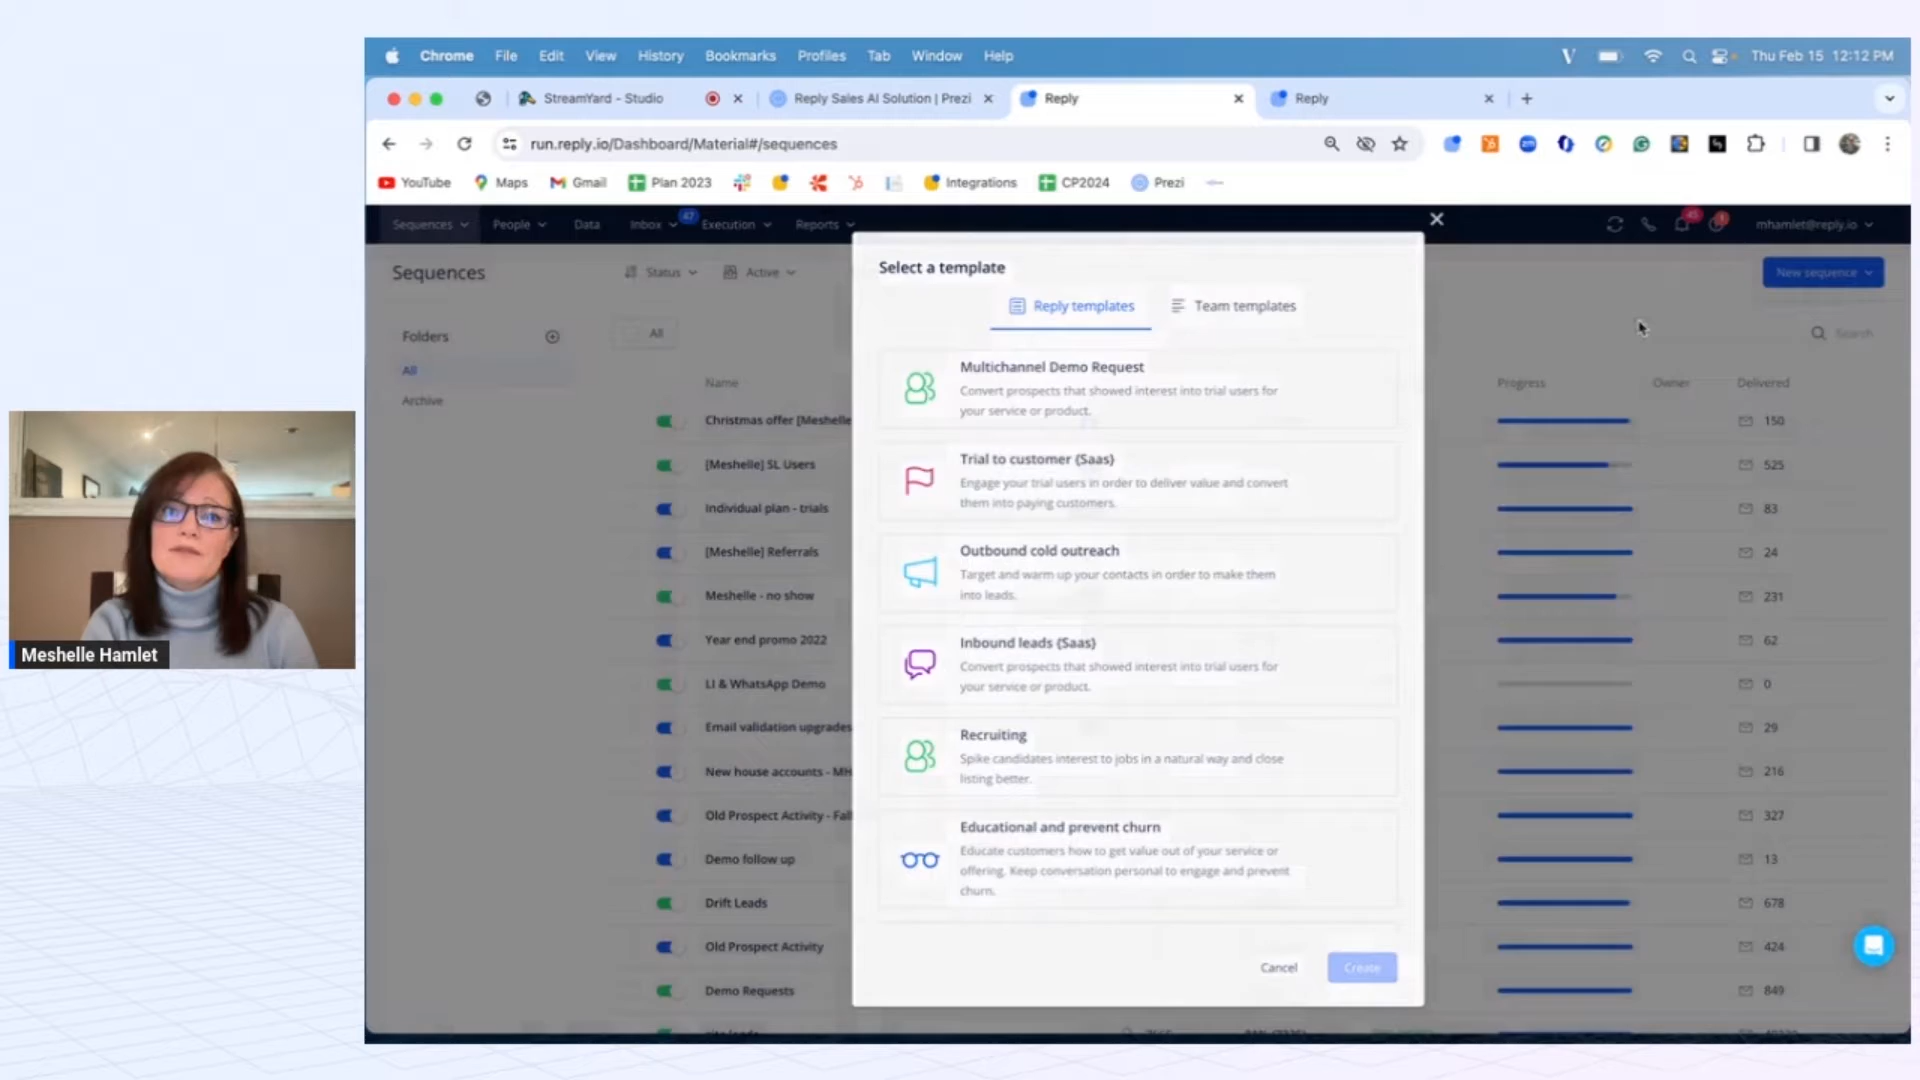 Chrome File Edit View History Bookmarks Profiles Tab Window Help Thu Feb 15 12:12 PM
StreamYard - Studio Reply Sales AI Solution | Prezi Reply Reply
run.reply.io/Dashboard/Material#/sequences
YouTube Maps Gmail Plan 2023 Integrations CP2024 Prezi
Sequences People Data Inbox 47 Execution Reports 45 1 mhamlet@reply.io
Sequences Status Active New sequence
Folders
All
Archive
All
Search
Name Progress Owner Delivered
Christmas offer [Meshelle 150
[Meshelle] SL Users 525
Individual plan - trials 83
[Meshelle] Referrals 24
Meshelle - no show 231
Year end promo 2022 62
LI & WhatsApp Demo 0
Email validation upgrades 29
New house accounts - MH 216
Old Prospect Activity - Fall 327
Demo follow up 13
Drift Leads 678
Old Prospect Activity 424
Demo Requests 849
Select a template
Reply templates Team templates
Multichannel Demo Request
Convert prospects that showed interest into trial users for
your service or product.
Trial to customer (Saas)
Engage your trial users in order to deliver value and convert
them into paying customers.
Outbound cold outreach
Target and warm up your contacts in order to make them
into leads.
Inbound leads (Saas)
Convert prospects that showed interest into trial users for
your service or product.
Recruiting
Spike candidates interest to jobs in a natural way and close
listing better.
Educational and prevent churn
Educate customers how to get value out of your service or
offering. Keep conversation personal to engage and prevent
churn.
Cancel Create
Meshelle Hamlet